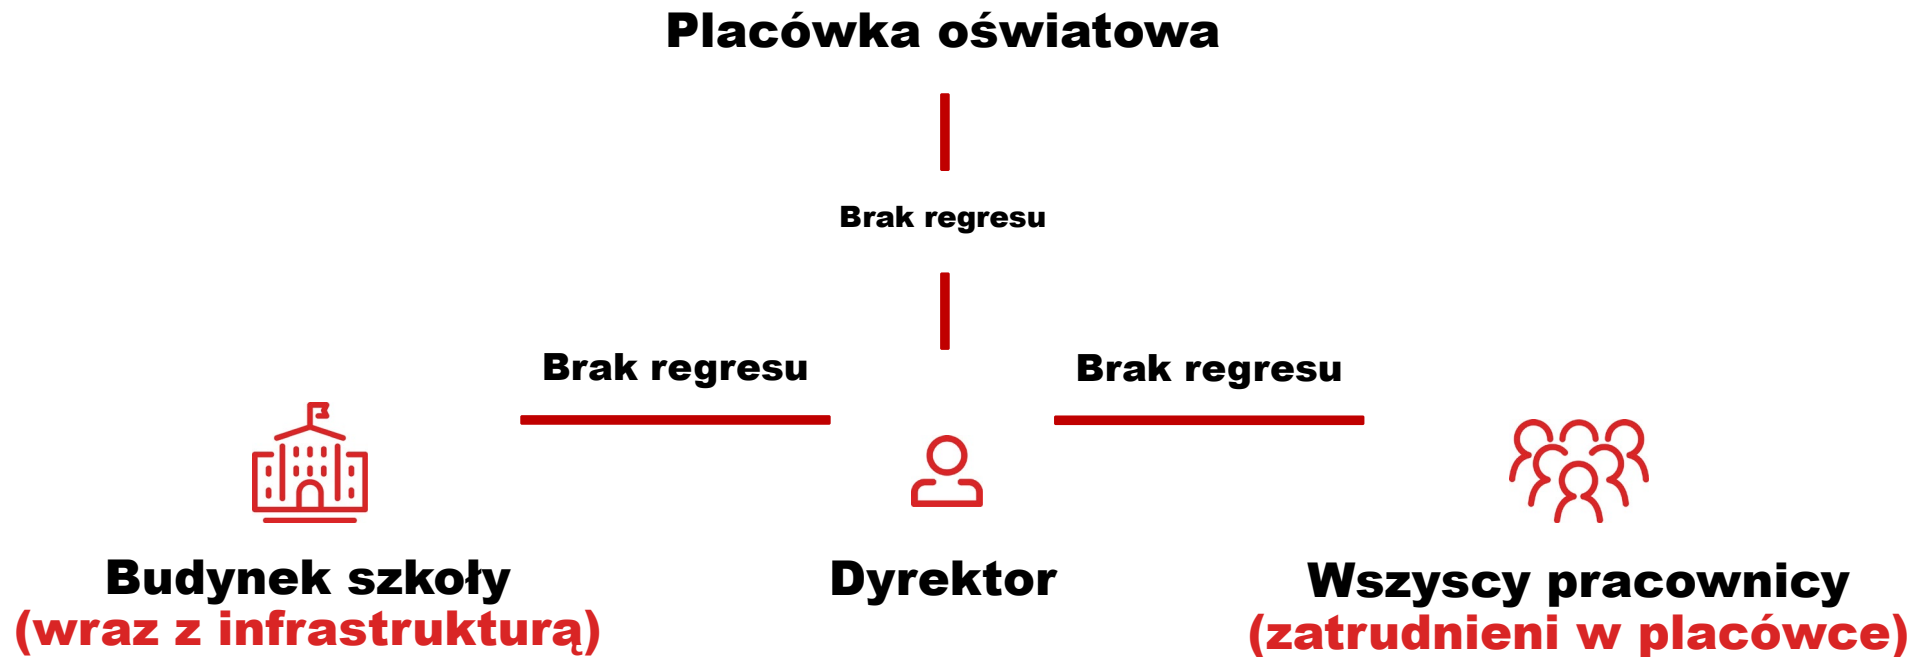 Placówka oświatowa
Brak regresu
Brak regresu
Brak regresu
Budynek szkoły
(wraz z infrastrukturą)
Dyrektor
Wszyscy pracownicy
(zatrudnieni w placówce)